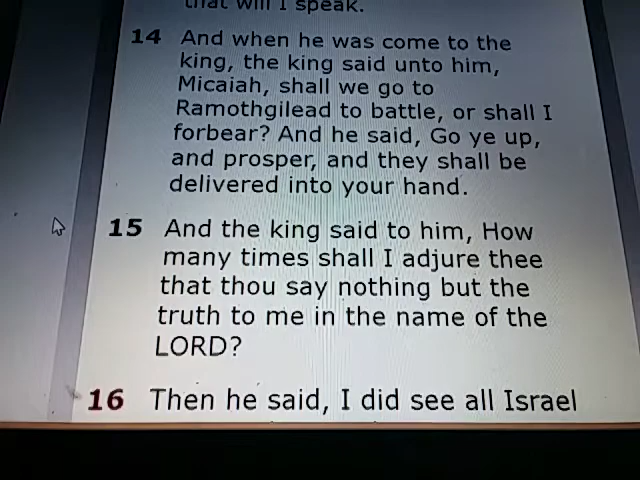 that will I speak.
14 And when he was come to the
king, the king said unto him,
Micaiah, shall we go to
Ramothgilead to battle, or shall I
forbear? And he said, Go ye up,
and prosper, and they shall be
delivered into your hand.
15 And the king said to him, How
many times shall I adjure thee
that thou say nothing but the
truth to me in the name of the
LORD?
16 Then he said, I did see all Israel